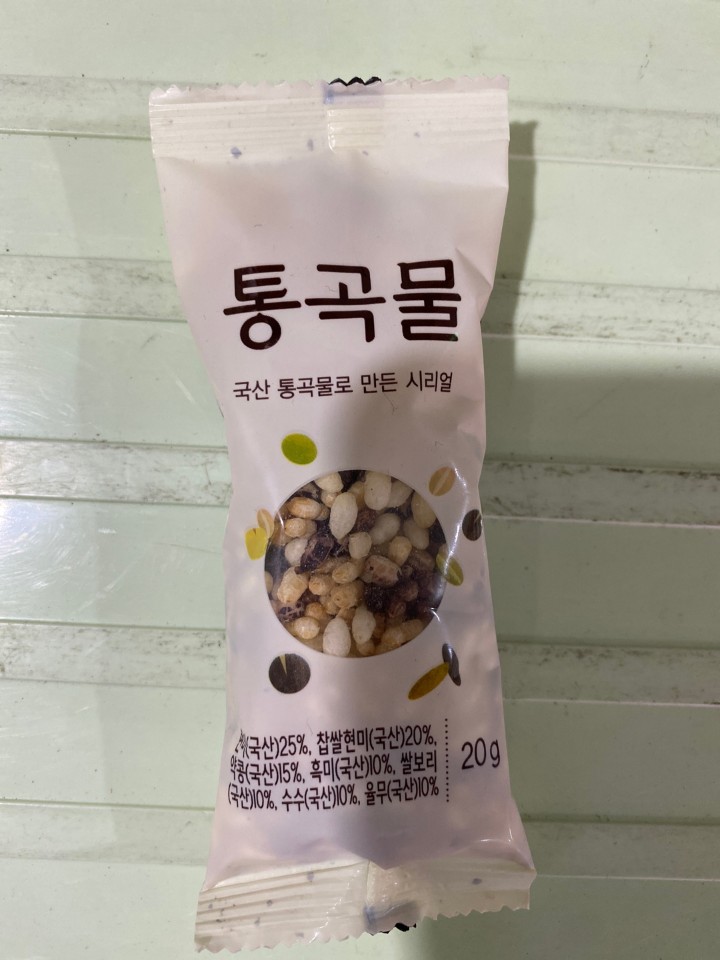 통곡물
국산 통곡물로 만든 시리얼
(국산)25%, 찹쌀현미(국산)20%,
약콩(국산)15%, 흑미(국산)10%, 쌀보리
(국산)10%, 수수(국산)10%, 율무(국산)10%
20g